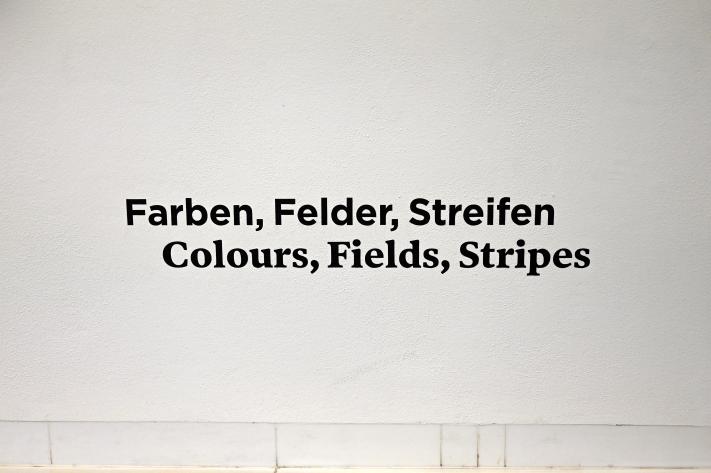 Farben, Felder, Streifen
Colours, Fields, Stripes